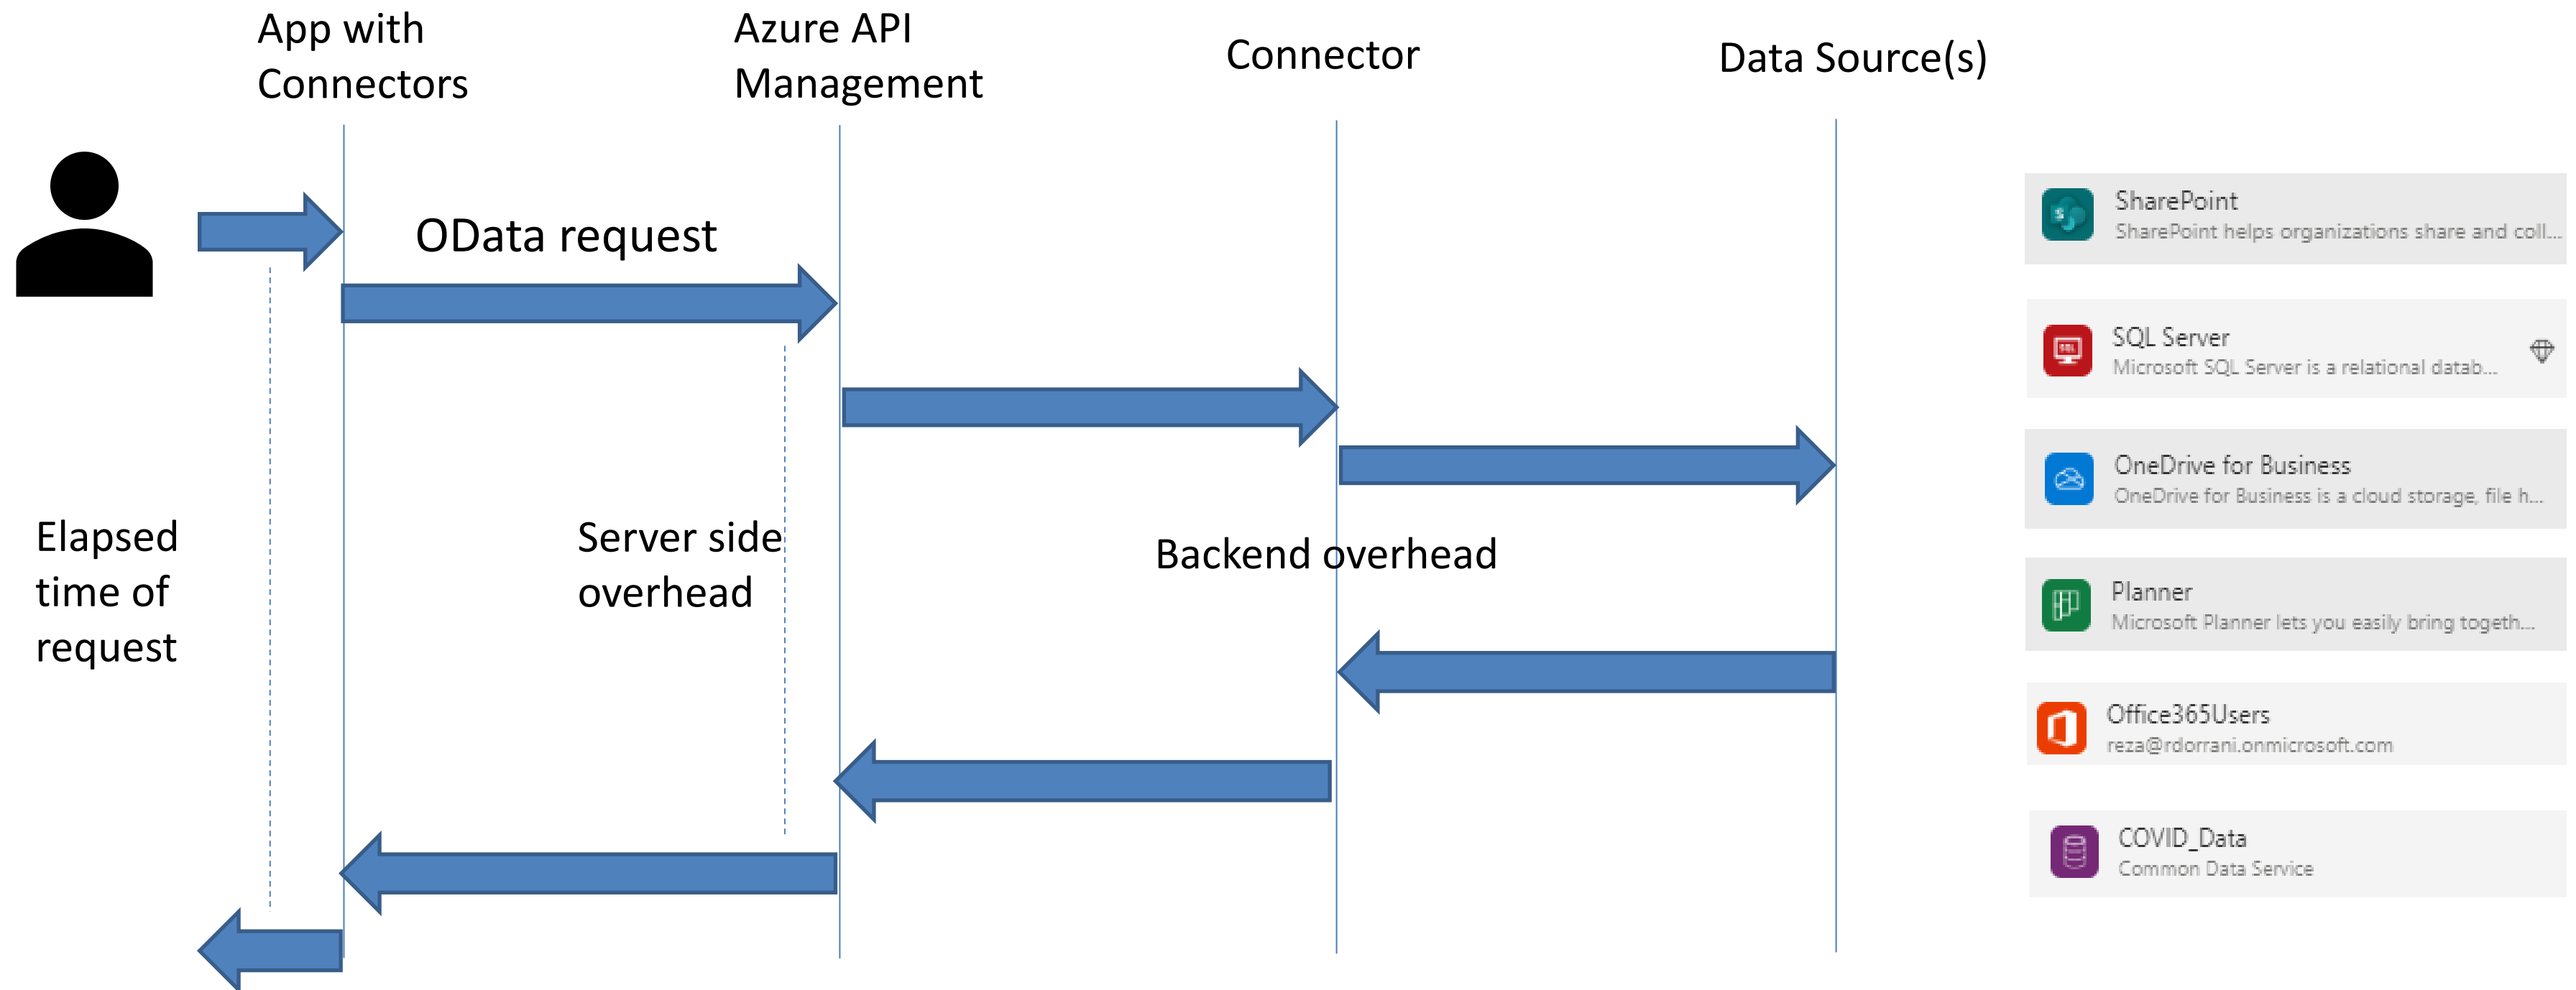 App with
Connectors
Azure API
Management
Connector
Data Source(s)
OData request
Elapsed
time of
request
Server side
overhead
Backend overhead
SharePoint
SharePoint helps organizations share and coll...
SQL
SQL Server
Microsoft SQL Server is a relational datab...
OneDrive for Business
OneDrive for Business is a cloud storage, file h...
Planner
Microsoft Planner lets you easily bring togeth...
Office365Users
reza@rdorrani.onmicrosoft.com
COVID_Data
Common Data Service